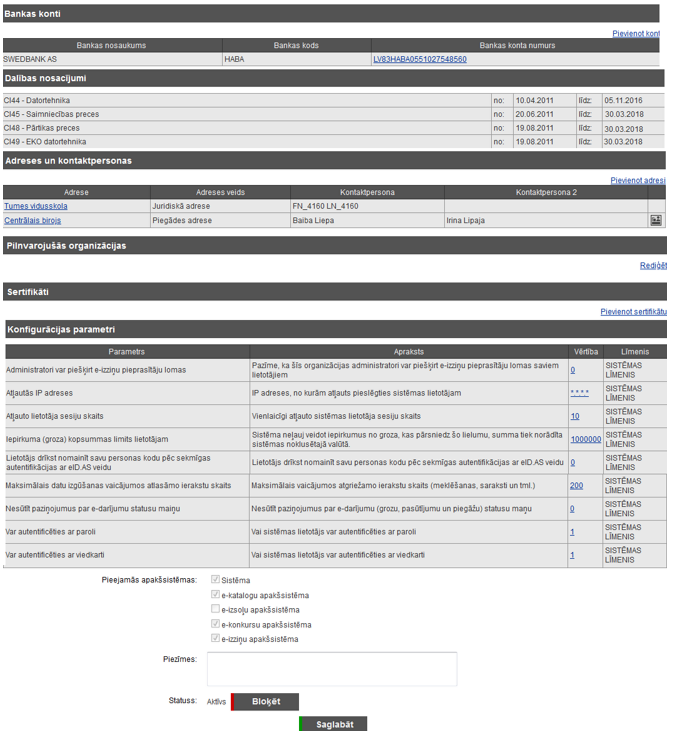 Bankas konti
Pievienot kont
Bankas nosaukums Bankas kods Bankas konta numurs
SWEDBANK AS HABA LV83HABA0551027548560
Dalības nosacījumi
CI44 - Datortehnika no: 10.04.2011 līdz: 05.11.2016
CI45 - Saimniecības preces no: 20.06.2011 līdz: 30.03.2018
CI48 - Pārtikas preces no: 19.08.2011 līdz: 30.03.2018
CI49 - EKO datortehnika no: 19.08.2011 līdz: 30.03.2018
Adreses un kontaktpersonas
Pievienot adresi
Adrese Adreses veids Kontaktpersona Kontaktpersona 2
Tumes vidusskola Juridiskā adrese FN_4160 LN_4160
Centrālais birojs Piegādes adrese Baiba Liepa Irina Lipaja
Pilnvarojušās organizācijas
Rediģēt
Sertifikāti
Pievienot sertifikātu
Konfigurācijas parametri
Parametrs Apraksts Vērtība Līmenis
Administratori var piešķirt e-izziņu pieprasītāju lomas Pazīme, ka šīs organizācijas administratori var piešķirt e-izziņu pieprasītāju lomas saviem lietotājiem 0 SISTĒMAS LĪMENIS
Atļautās IP adreses IP adreses, no kurām atļauts pieslēgties sistēmas lietotājam *.*.*.* SISTĒMAS LĪMENIS
Atļauto lietotāja sesiju skaits Vienlaicīgi atļauto sistēmas lietotāja sesiju skaits 10 SISTĒMAS LĪMENIS
Iepirkuma (groza) kopsummas limits lietotājam Sistēma neļauj veidot iepirkumus no groza, kas pārsniedz šo lielumu, summa tiek norādīta sistēmas noklusētajā valūtā. 1000000 SISTĒMAS LĪMENIS
Lietotājs drīkst nomainīt savu personas kodu pēc sekmīgas autentifikācijas ar eID.AS veidu Lietotājs drīkst nomainīt savu personas kodu pēc sekmīgas autentifikācijas ar eID.AS veidu 0 SISTĒMAS LĪMENIS
Maksimālais datu izgūšanas vaicājumos atlasāmo ierakstu skaits Maksimālais vaicājumos atgriežamo ierakstu skaits (meklēšanas, saraksti un tml.) 200 SISTĒMAS LĪMENIS
Nesūtīt paziņojumus par e-darījumu statusu maiņu Nesūtīt paziņojumus par e-darījumu (grozu, pasūtījumu un piegāžu) statusu maņu 0 SISTĒMAS LĪMENIS
Var autentificēties ar paroli Vai sistēmas lietotājs var autentificēties ar paroli 1 SISTĒMAS LĪMENIS
Var autentificēties ar viedkarti Vai sistēmas lietotājs var autentificēties ar viedkarti 1 SISTĒMAS LĪMENIS
Pieejamās apakšsistēmas: Sistēma
e-katalogu apakšsistēma
e-izsoļu apakšsistēma
e-konkursu apakšsistēma
e-izziņu apakšsistēma
Piezīmes:
Statuss: Aktīvs Bloķēt
Saglabāt